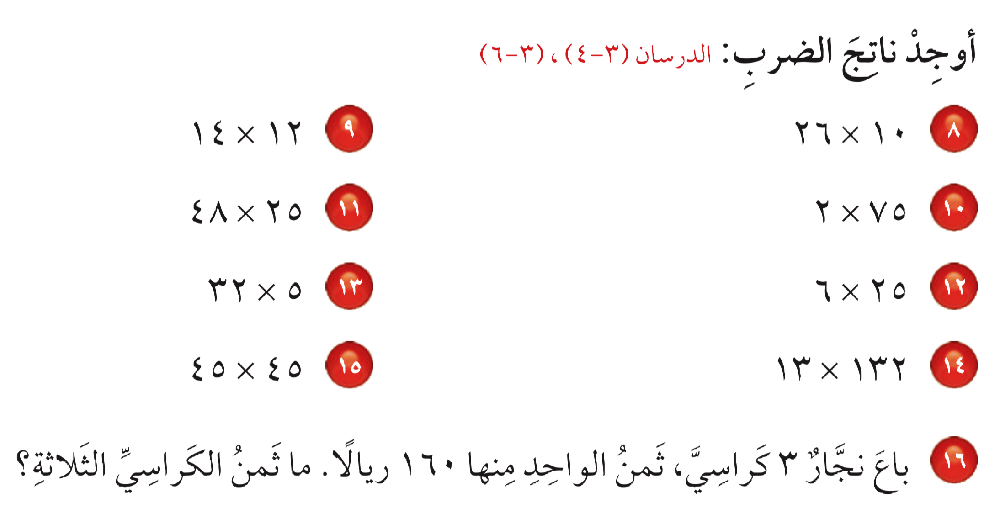 أوجِدْ ناتجَ الضربِ: الدرسان (٣-٤)، (٣-٦)
٨ ١٠ × ٢٦ ٩ ١٢ × ١٤
١٠ ٧٥ × ٢ ١١ ٢٥ × ٤٨
١٢ ٢٥ × ٦ ١٣ ٥ × ٣٢
١٤ ١٣٢ × ١٣ ١٥ ٤٥ × ٤٥
١٦ باعَ نجَّارٌ ٣ كَراسِيَّ، ثَمنُ الواحِدِ مِنها ١٦٠ ريالًا. ما ثَمنُ الكَراسِيِّ الثَلاثةِ؟